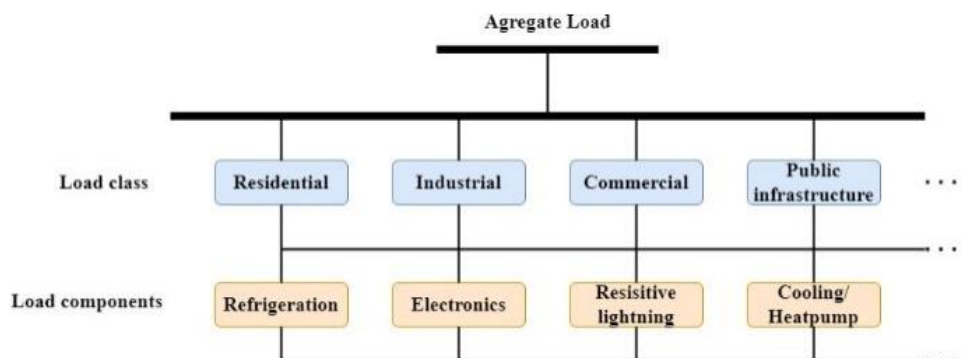 Agregate Load
Load class
Residential
Industrial
Commercial
Public
infrastructure
...
...
Load components
Refrigeration
Electronics
Resisitive
lightning
Cooling/
Heatpump